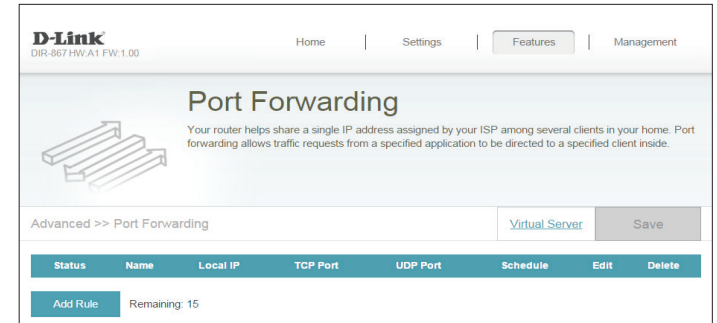 D-Link
DIR-867 HW:A1 FW:1.00
Home | Settings | Features | Management
Port Forwarding
Your router helps share a single IP address assigned by your ISP among several clients in your home. Port
forwarding allows traffic requests from a specified application to be directed to a specified client inside.
Advanced >> Port Forwarding
Virtual Server
Save
Status Name Local IP TCP Port UDP Port Schedule Edit Delete
Add Rule
Remaining: 15